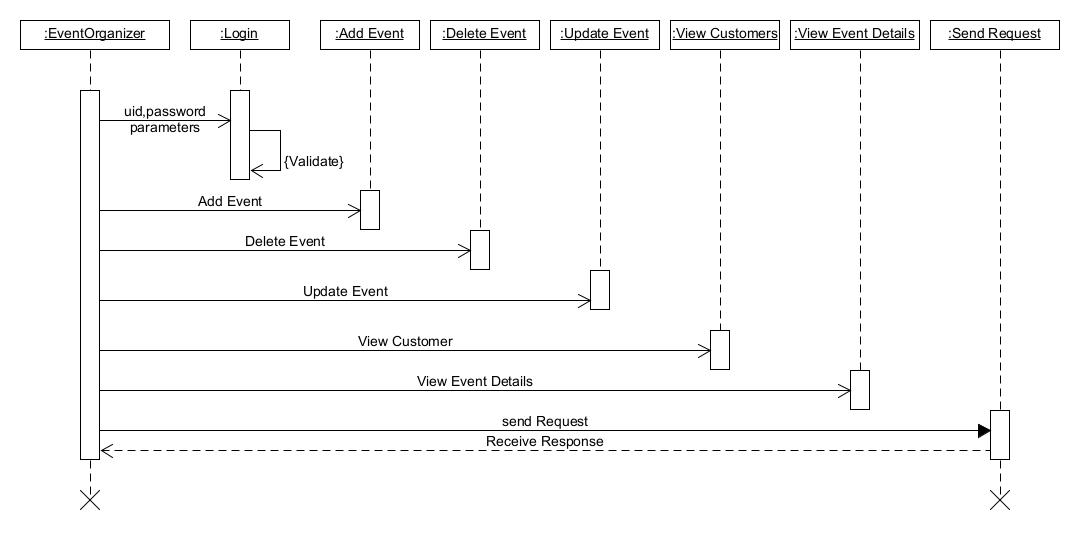 :EventOrganizer
:Login
:Add Event
:Delete Event
:Update Event
:View Customers
:View Event Details
:Send Request
uid,password
parameters
{Validate}
Add Event
Delete Event
Update Event
View Customer
View Event Details
send Request
Receive Response